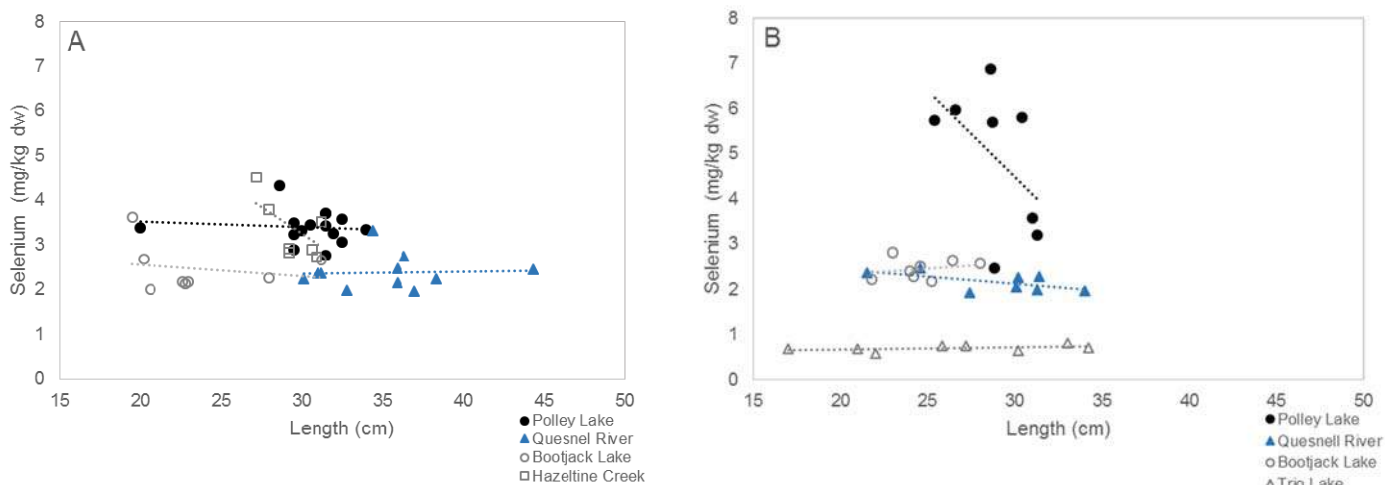 A
8
7
6
5
4
3
2
1
0
Selenium (mg/kg dw)
15 20 25 30 35 40 45 50
Length (cm)
Polley Lake
Quesnel River
Bootjack Lake
Hazeltine Creek
B
8
7
6
5
4
3
2
1
0
Selenium (mg/kg dw)
15 20 25 30 35 40 45 50
Length (cm)
Polley Lake
Quesnell River
Bootjack Lake
Trio Lake